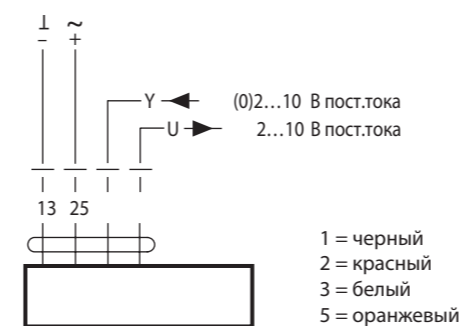 ⊥ ~
– +
Y (0)2…10 В пост.тока
U 2…10 В пост.тока
13 25
1 = черный
2 = красный
3 = белый
5 = оранжевый